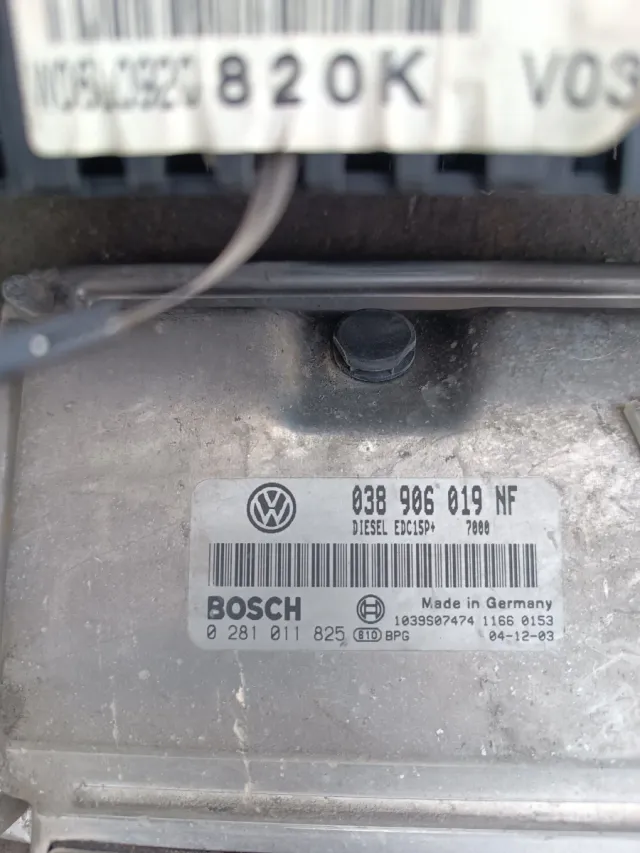 820K V03
038 906 019 NF
DIESEL EDC15P+ 7000
BOSCH
Made in Germany
1039S07474 1166 0153
0 281 011 825 810 BPG 04-12-03